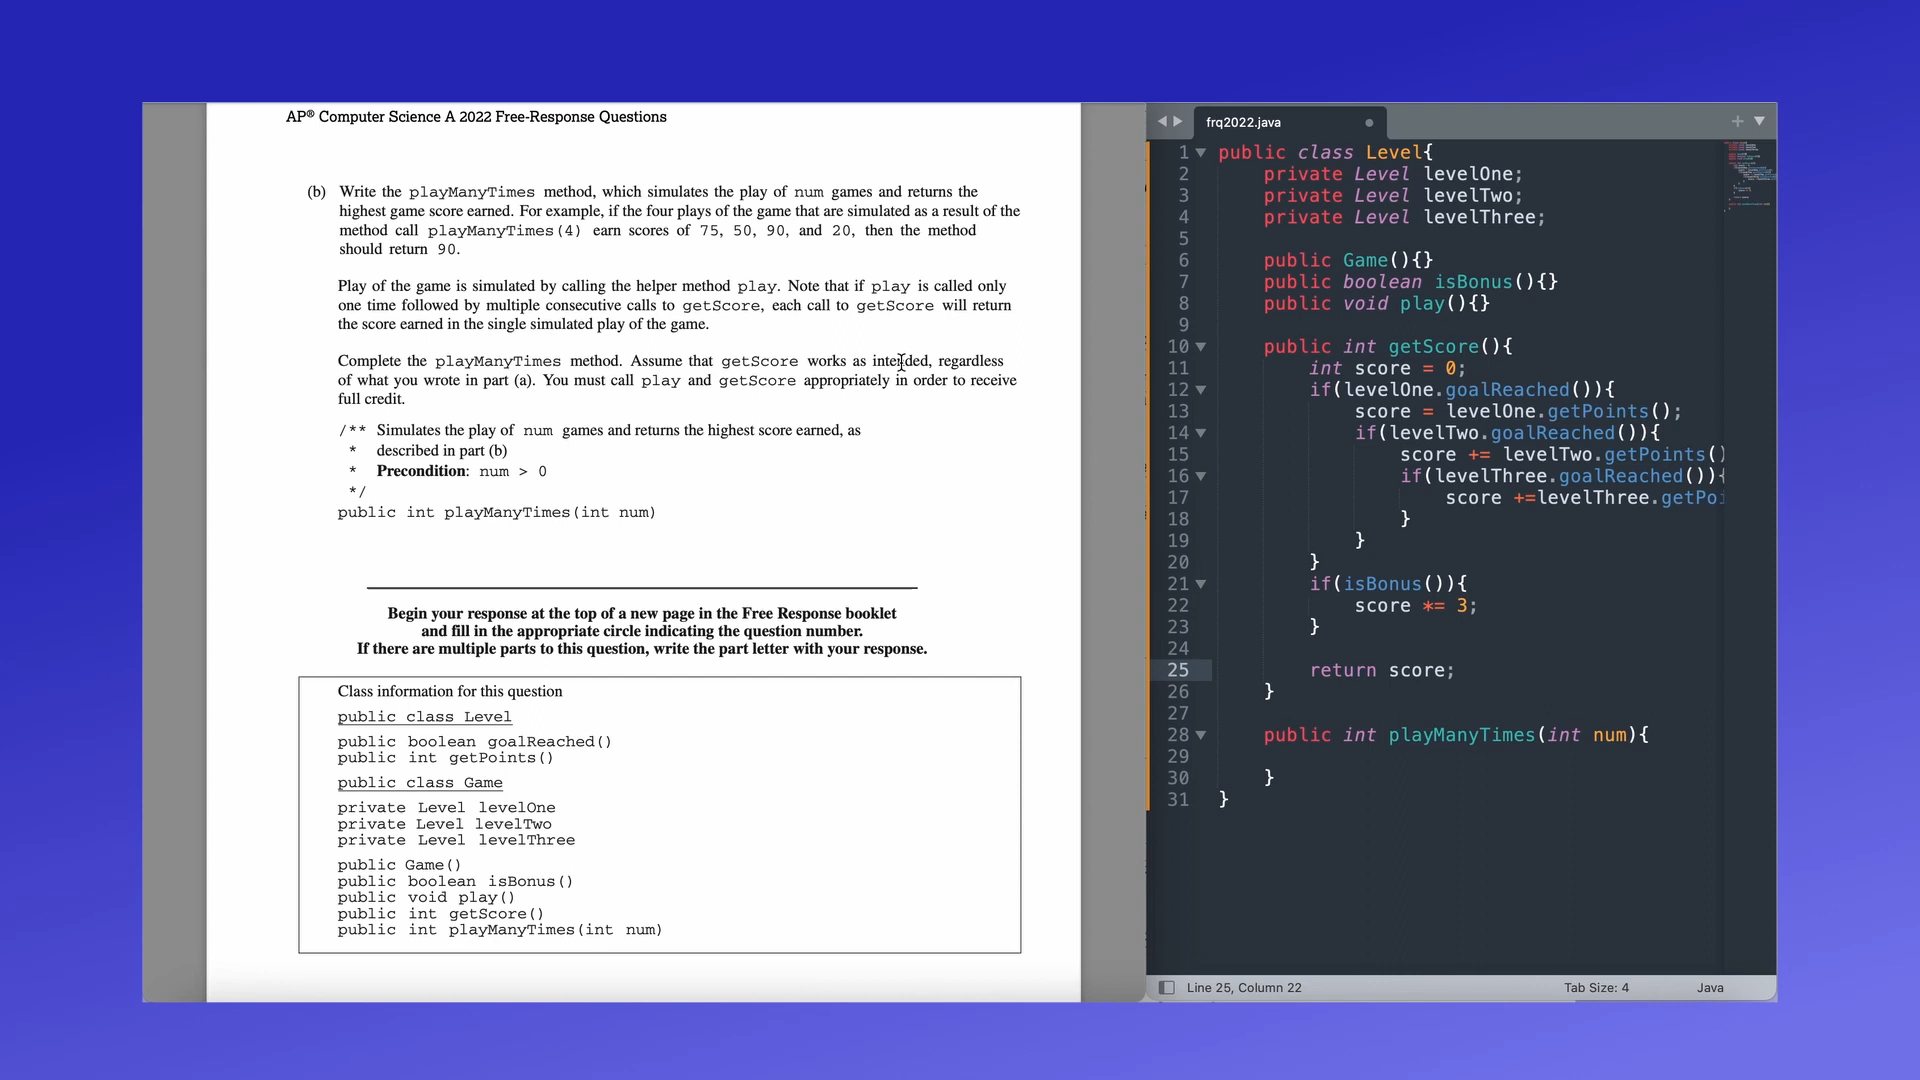 AP® Computer Science A 2022 Free-Response Questions
(b) Write the playManyTimes method, which simulates the play of num games and returns the
highest game score earned. For example, if the four plays of the game that are simulated as a result of the
method call playManyTimes(4) earn scores of 75, 50, 90, and 20, then the method
should return 90.
Play of the game is simulated by calling the helper method play. Note that if play is called only
one time followed by multiple consecutive calls to getScore, each call to getScore will return
the score earned in the single simulated play of the game.
Complete the playManyTimes method. Assume that getScore works as intended, regardless
of what you wrote in part (a). You must call play and getScore appropriately in order to receive
full credit.
/** Simulates the play of num games and returns the highest score earned, as
* described in part (b)
* Precondition: num > 0
*/
public int playManyTimes(int num)
Begin your response at the top of a new page in the Free Response booklet
and fill in the appropriate circle indicating the question number.
If there are multiple parts to this question, write the part letter with your response.
Class information for this question
public class Level
public boolean goalReached()
public int getPoints()
public class Game
private Level levelOne
private Level levelTwo
private Level levelThree
public Game()
public boolean isBonus()
public void play()
public int getScore()
public int playManyTimes(int num)
frq2022.java
1 public class Level{
2 private Level levelOne;
3 private Level levelTwo;
4 private Level levelThree;
5
6 public Game(){}
7 public boolean isBonus(){}
8 public void play(){}
9
10 public int getScore(){
11 int score = 0;
12 if(levelOne.goalReached()){
13 score = levelOne.getPoints();
14 if(levelTwo.goalReached()){
15 score += levelTwo.getPoints()
16 if(levelThree.goalReached()){
17 score +=levelThree.getPoi
18 }
19 }
20 }
21 if(isBonus()){
22 score *= 3;
23 }
24
25 return score;
26 }
27
28 public int playManyTimes(int num){
29
30 }
31 }
Line 25, Column 22
Tab Size: 4
Java